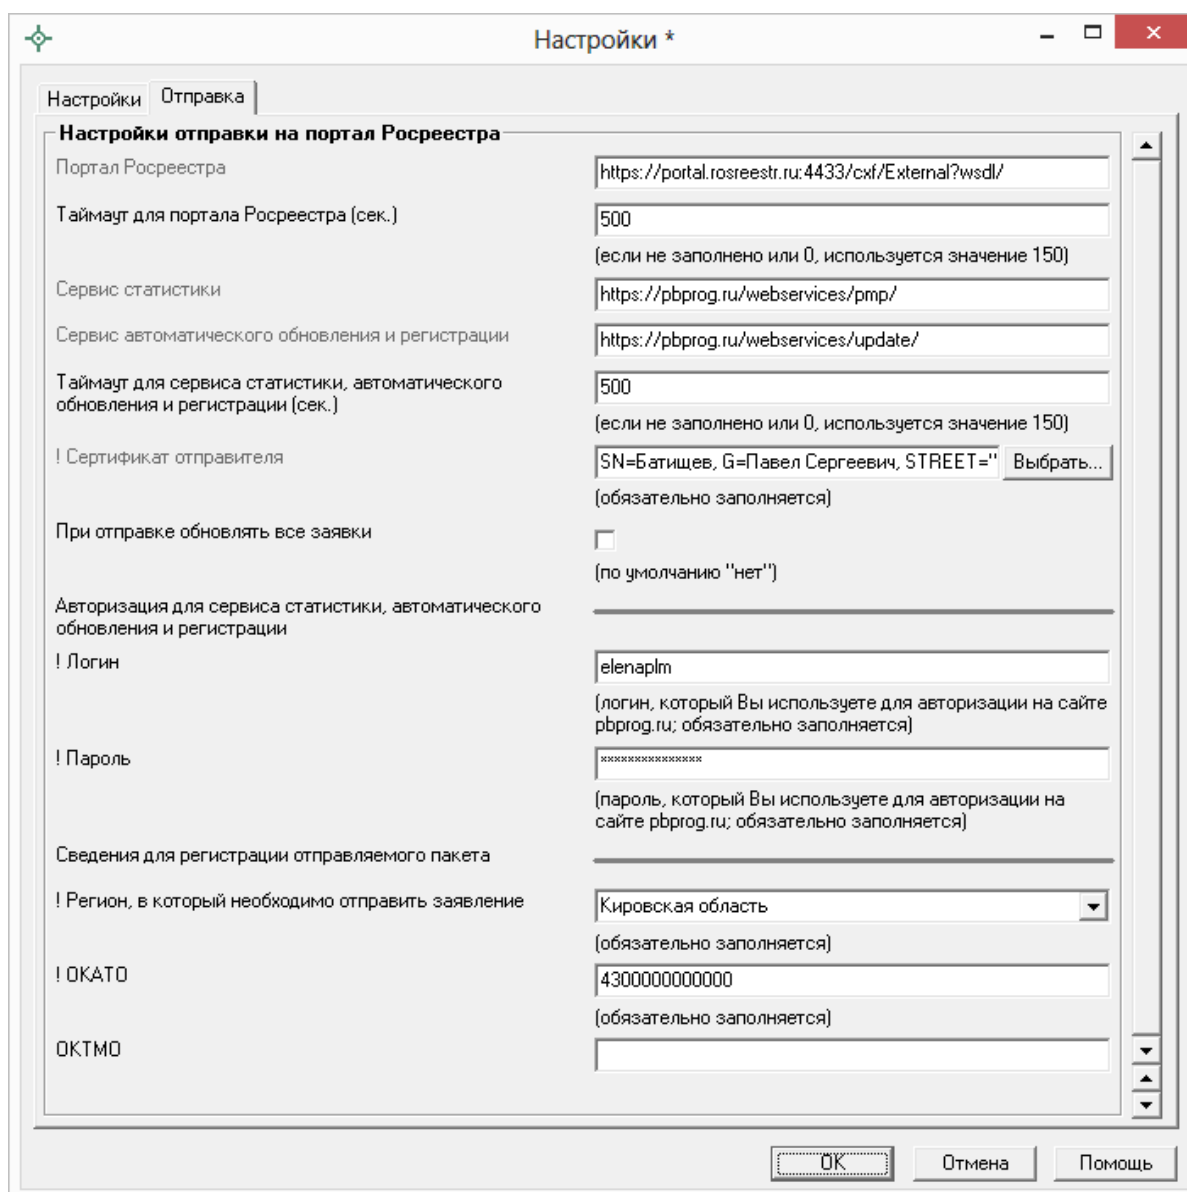 Настройки *
Настройки Отправка
Настройки отправки на портал Росреестра
Портал Росреестра https://portal.rosreestr.ru:4433/cxf/External?wsdl/
Таймаут для портала Росреестра (сек.) 500
(если не заполнено или 0, используется значение 150)
Сервис статистики https://pbprog.ru/webservices/pmp/
Сервис автоматического обновления и регистрации https://pbprog.ru/webservices/update/
Таймаут для сервиса статистики, автоматического
обновления и регистрации (сек.) 500
(если не заполнено или 0, используется значение 150)
! Сертификат отправителя SN=Батищев, G=Павел Сергеевич, STREET=" Выбрать...
(обязательно заполняется)
При отправке обновлять все заявки
(по умолчанию "нет")
Авторизация для сервиса статистики, автоматического
обновления и регистрации
! Логин elenaplm
(логин, который Вы используете для авторизации на сайте
pbprog.ru; обязательно заполняется)
! Пароль ***************
(пароль, который Вы используете для авторизации на
сайте pbprog.ru; обязательно заполняется)
Сведения для регистрации отправляемого пакета
! Регион, в который необходимо отправить заявление Кировская область
(обязательно заполняется)
! ОКАТО 4300000000000
(обязательно заполняется)
ОКТМО
ОК Отмена Помощь